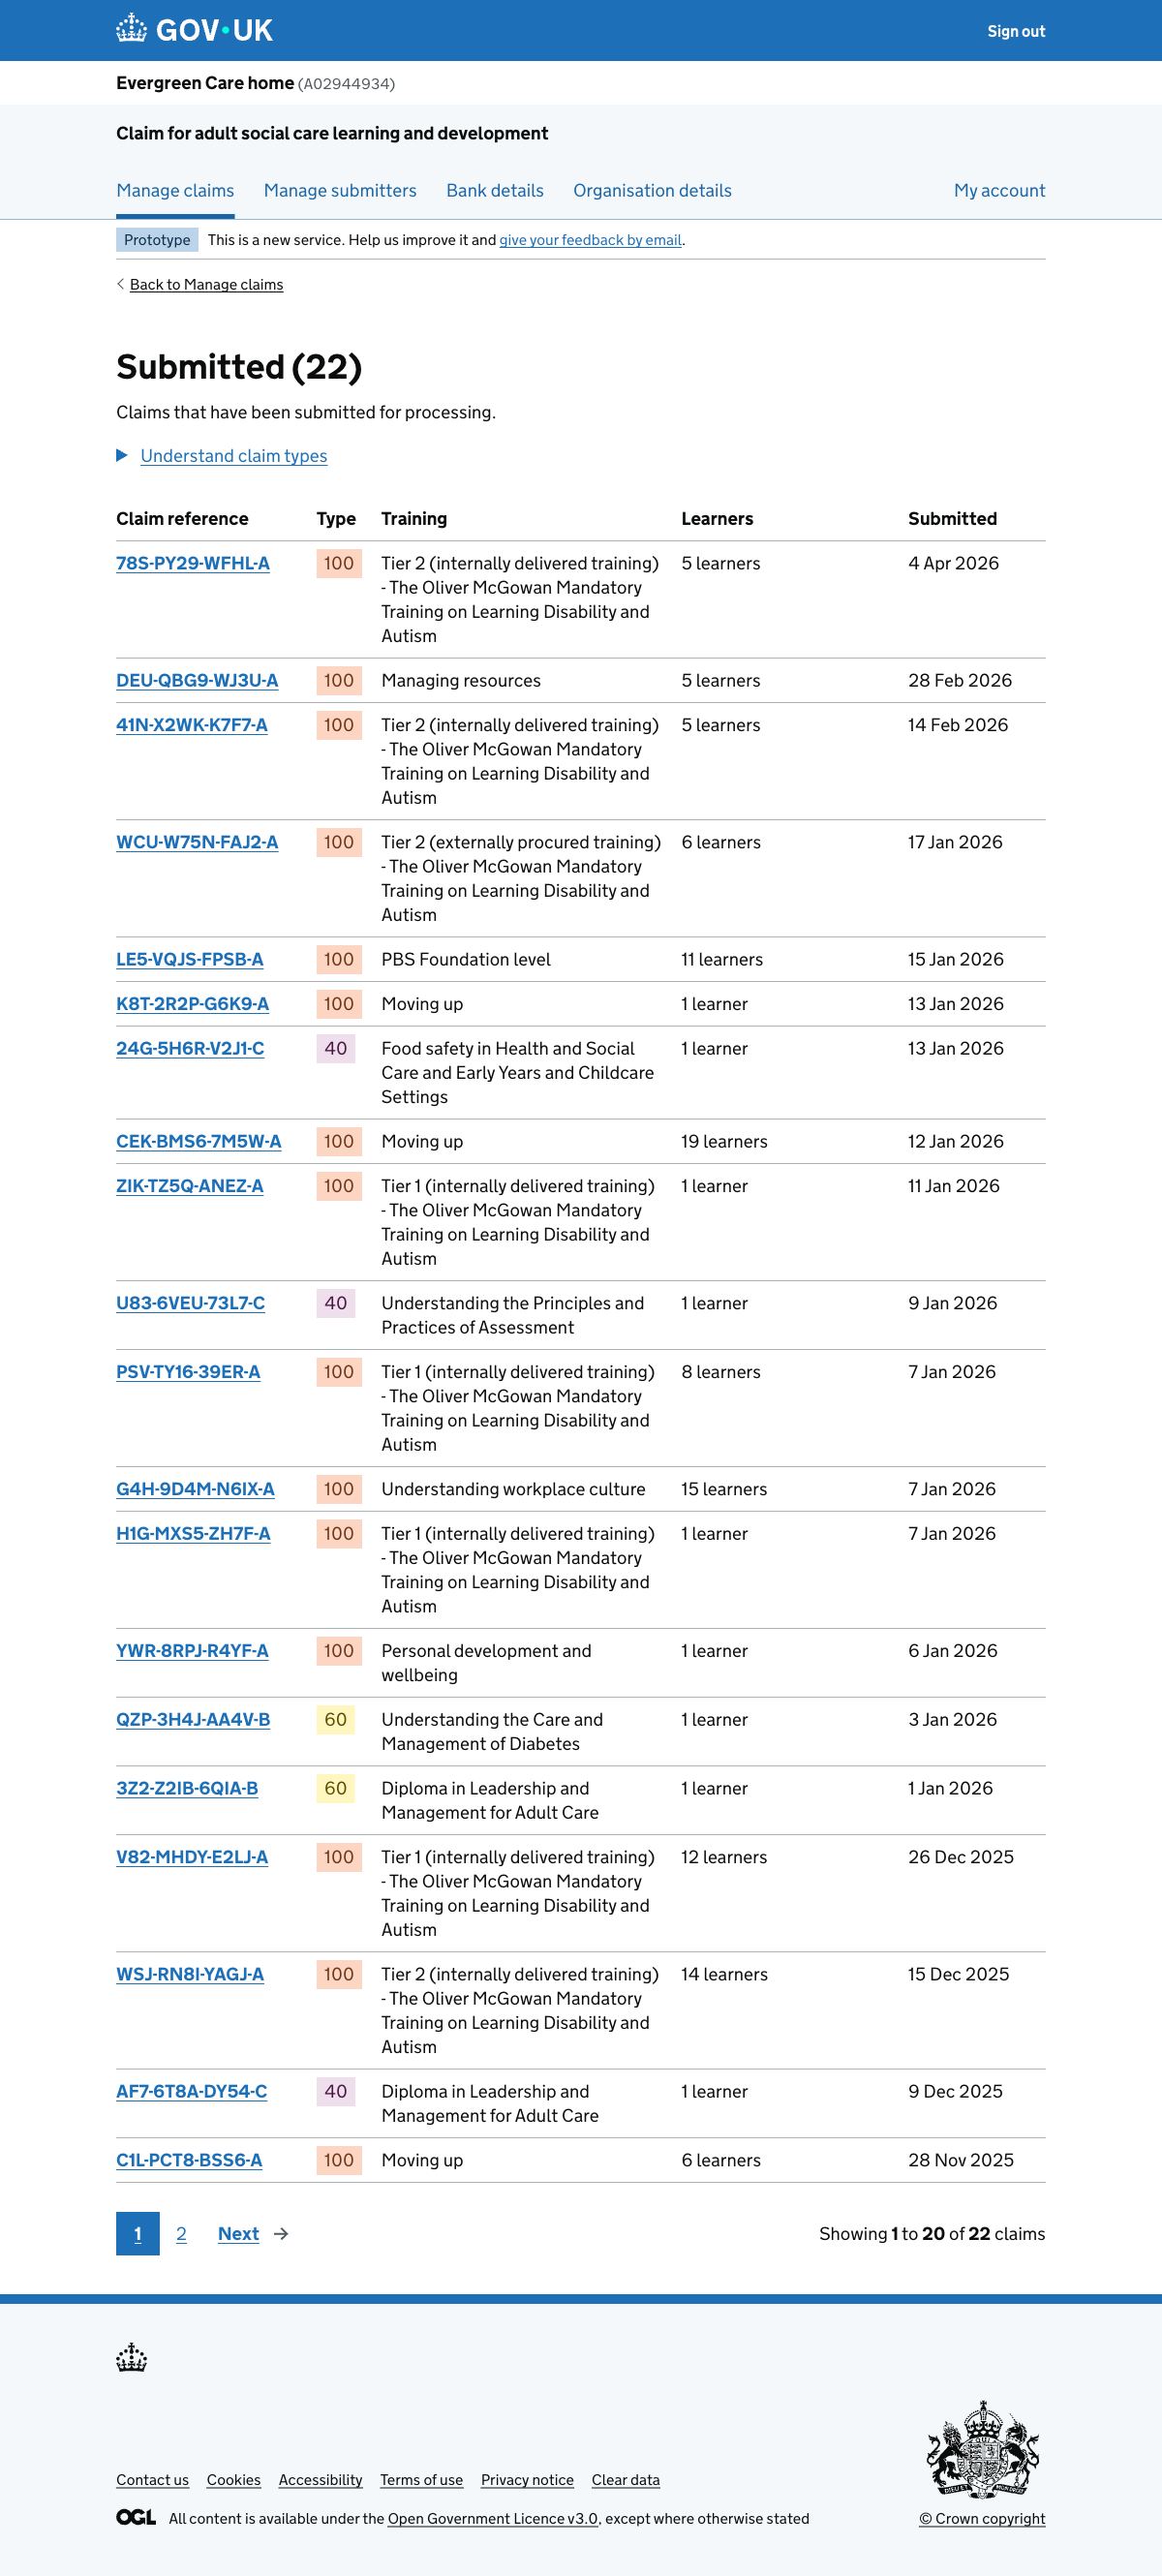 GOV·UK
Sign out
Evergreen Care home (A02944934)
Claim for adult social care learning and development
Manage claims Manage submitters Bank details Organisation details My account
Prototype This is a new service. Help us improve it and give your feedback by email.
Back to Manage claims
Submitted (22)
Claims that have been submitted for processing.
Understand claim types
Claim reference Type Training Learners Submitted
78S-PY29-WFHL-A 100 Tier 2 (internally delivered training) 5 learners 4 Apr 2026
- The Oliver McGowan Mandatory
Training on Learning Disability and
Autism
DEU-QBG9-WJ3U-A 100 Managing resources 5 learners 28 Feb 2026
41N-X2WK-K7F7-A 100 Tier 2 (internally delivered training) 5 learners 14 Feb 2026
- The Oliver McGowan Mandatory
Training on Learning Disability and
Autism
WCU-W75N-FAJ2-A 100 Tier 2 (externally procured training) 6 learners 17 Jan 2026
- The Oliver McGowan Mandatory
Training on Learning Disability and
Autism
LE5-VQJS-FPSB-A 100 PBS Foundation level 11 learners 15 Jan 2026
K8T-2R2P-G6K9-A 100 Moving up 1 learner 13 Jan 2026
24G-5H6R-V2J1-C 40 Food safety in Health and Social 1 learner 13 Jan 2026
Care and Early Years and Childcare
Settings
CEK-BMS6-7M5W-A 100 Moving up 19 learners 12 Jan 2026
ZIK-TZ5Q-ANEZ-A 100 Tier 1 (internally delivered training) 1 learner 11 Jan 2026
- The Oliver McGowan Mandatory
Training on Learning Disability and
Autism
U83-6VEU-73L7-C 40 Understanding the Principles and 1 learner 9 Jan 2026
Practices of Assessment
PSV-TY16-39ER-A 100 Tier 1 (internally delivered training) 8 learners 7 Jan 2026
- The Oliver McGowan Mandatory
Training on Learning Disability and
Autism
G4H-9D4M-N6IX-A 100 Understanding workplace culture 15 learners 7 Jan 2026
H1G-MXS5-ZH7F-A 100 Tier 1 (internally delivered training) 1 learner 7 Jan 2026
- The Oliver McGowan Mandatory
Training on Learning Disability and
Autism
YWR-8RPJ-R4YF-A 100 Personal development and 1 learner 6 Jan 2026
wellbeing
QZP-3H4J-AA4V-B 60 Understanding the Care and 1 learner 3 Jan 2026
Management of Diabetes
3Z2-Z2IB-6QIA-B 60 Diploma in Leadership and 1 learner 1 Jan 2026
Management for Adult Care
V82-MHDY-E2LJ-A 100 Tier 1 (internally delivered training) 12 learners 26 Dec 2025
- The Oliver McGowan Mandatory
Training on Learning Disability and
Autism
WSJ-RN8I-YAGJ-A 100 Tier 2 (internally delivered training) 14 learners 15 Dec 2025
- The Oliver McGowan Mandatory
Training on Learning Disability and
Autism
AF7-6T8A-DY54-C 40 Diploma in Leadership and 1 learner 9 Dec 2025
Management for Adult Care
C1L-PCT8-BSS6-A 100 Moving up 6 learners 28 Nov 2025
1 2 Next Showing 1 to 20 of 22 claims
Contact us Cookies Accessibility Terms of use Privacy notice Clear data
OGL All content is available under the Open Government Licence v3.0, except where otherwise stated
© Crown copyright